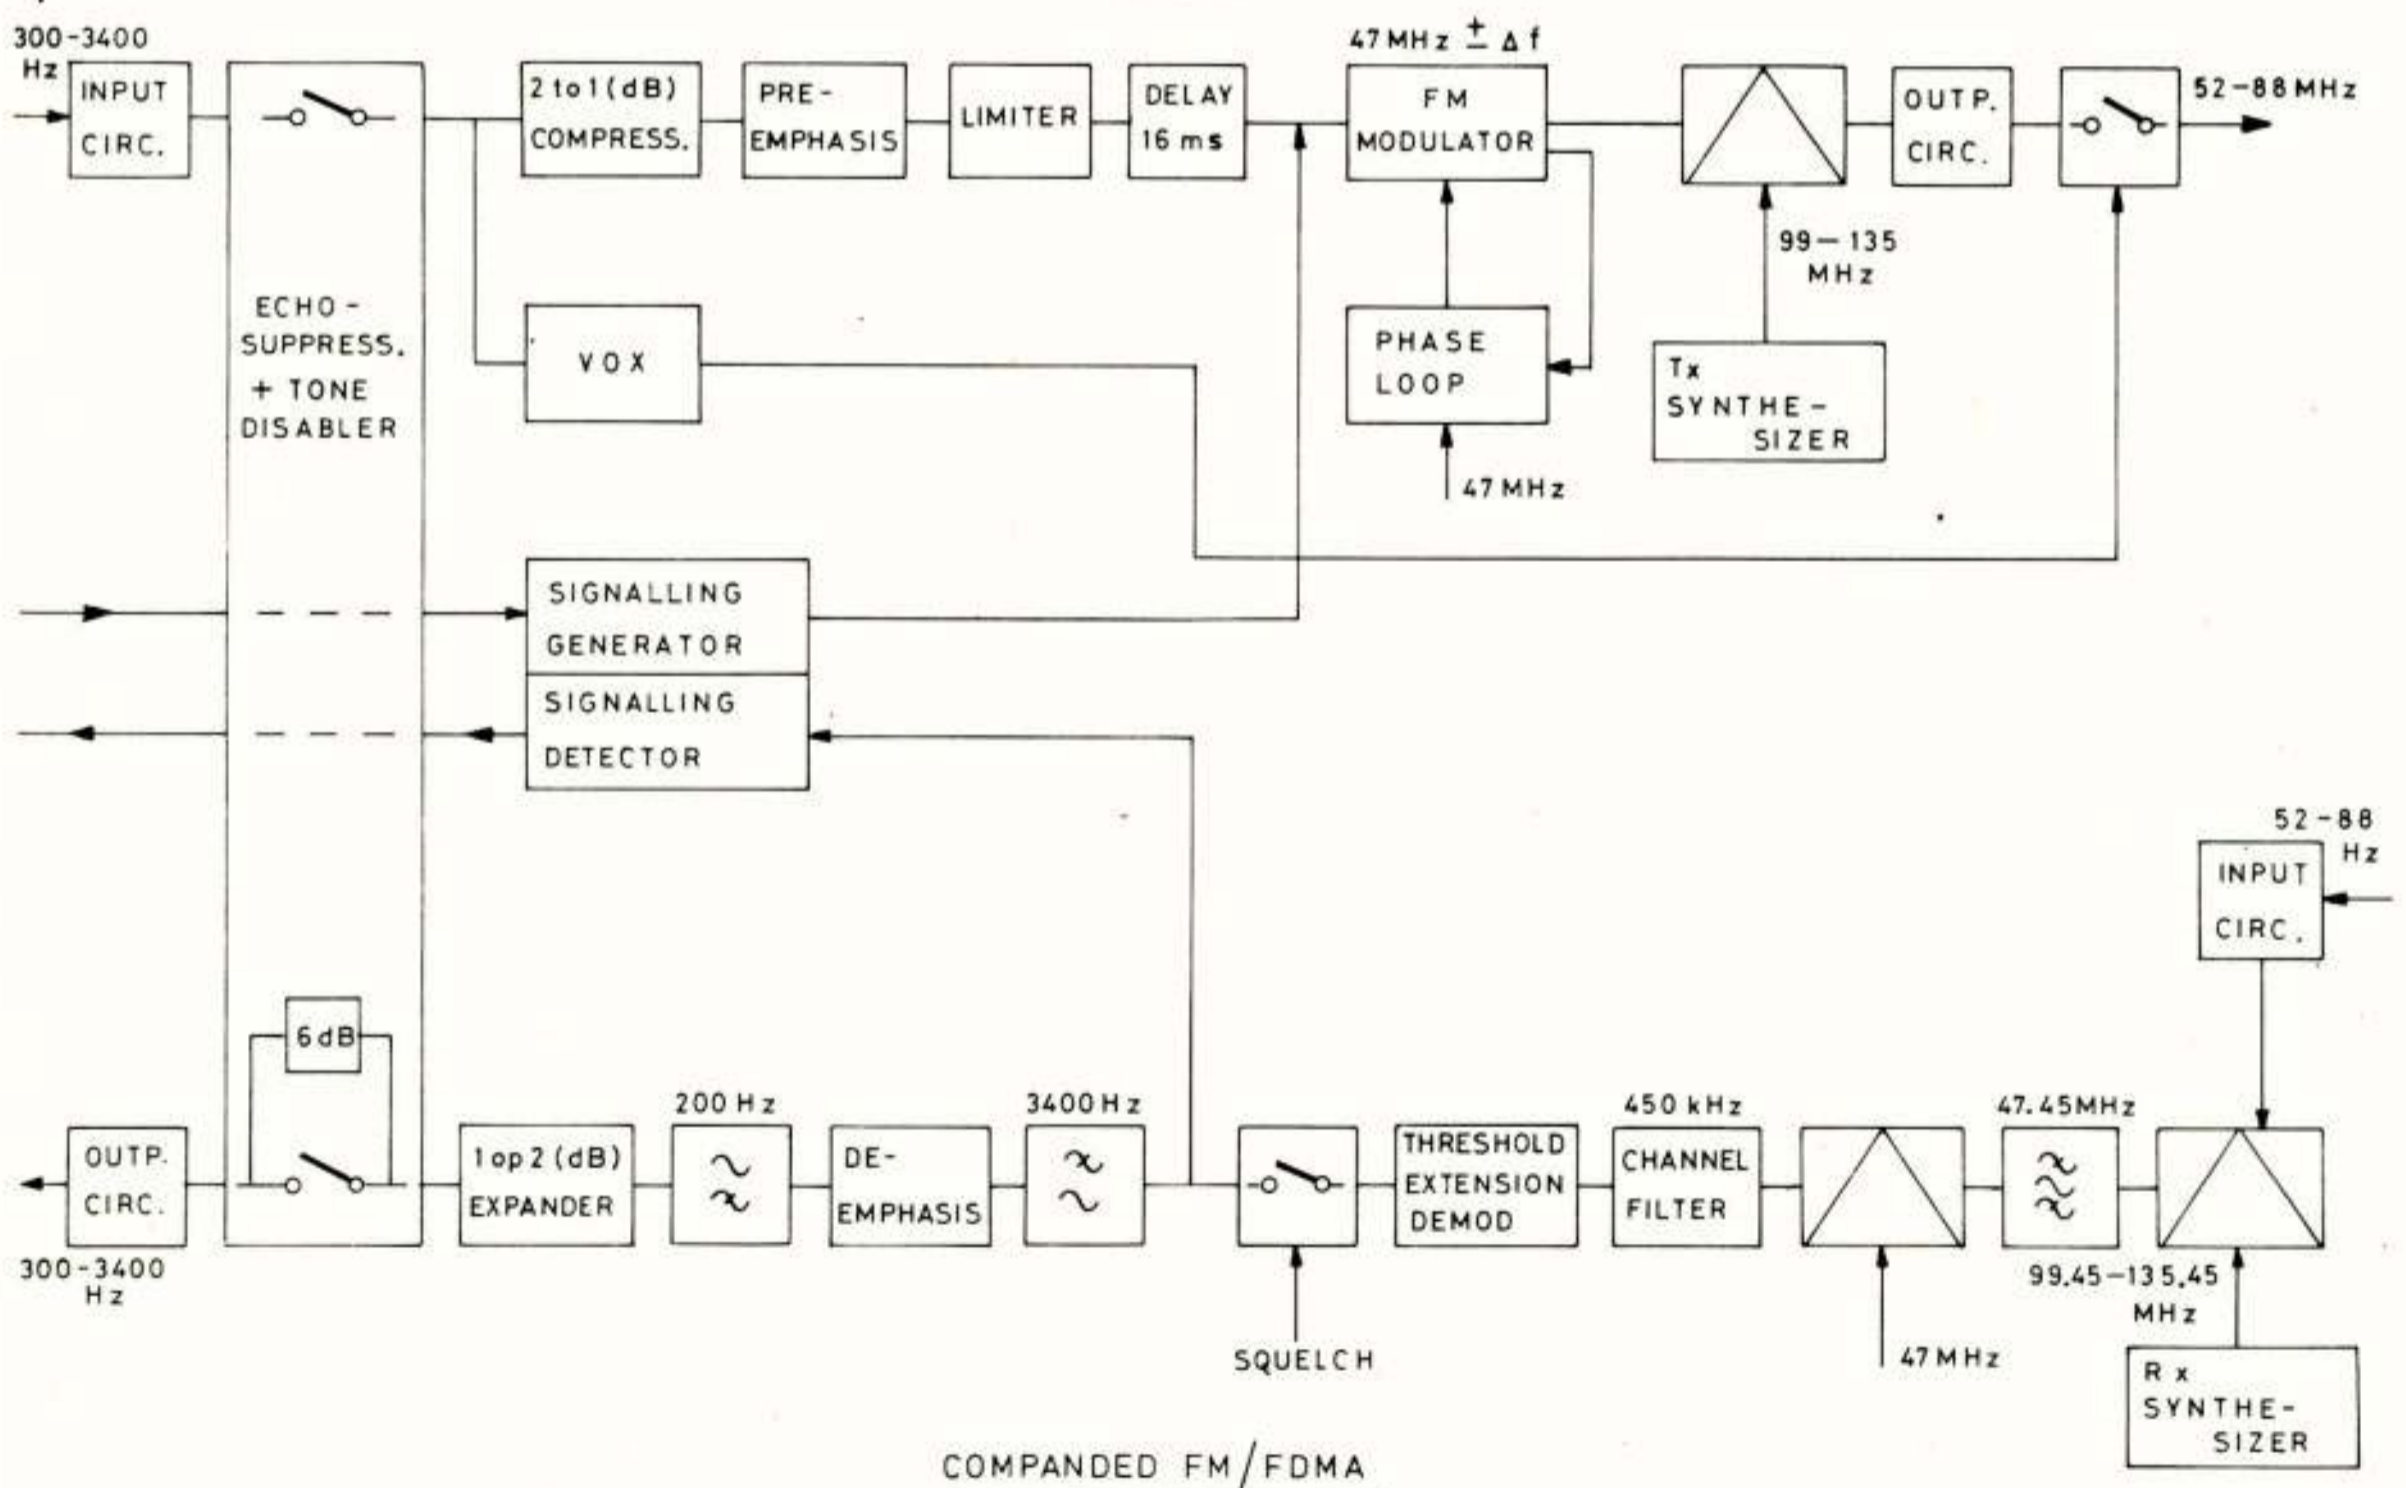 300-3400
Hz
INPUT
CIRC.
2 to 1 (dB)
COMPRESS.
PRE-
EMPHASIS
LIMITER
DELAY
16 ms
47 MHz ± Δ f
FM
MODULATOR
OUTP.
CIRC.
52-88 MHz
99-135
MHz
ECHO-
SUPPRESS.
+ TONE
DISABLER
VOX
PHASE
LOOP
47 MHz
Tx
SYNTHE-
SIZER
SIGNALLING
GENERATOR
SIGNALLING
DETECTOR
52-88
Hz
INPUT
CIRC.
6 dB
OUTP.
CIRC.
300-3400
Hz
1 op 2 (dB)
EXPANDER
200 Hz
DE-
EMPHASIS
3400 Hz
SQUELCH
THRESHOLD
EXTENSION
DEMOD
450 kHz
CHANNEL
FILTER
47 MHz
47.45MHz
99.45-135.45
MHz
Rx
SYNTHE-
SIZER
COMPANDED FM/FDMA